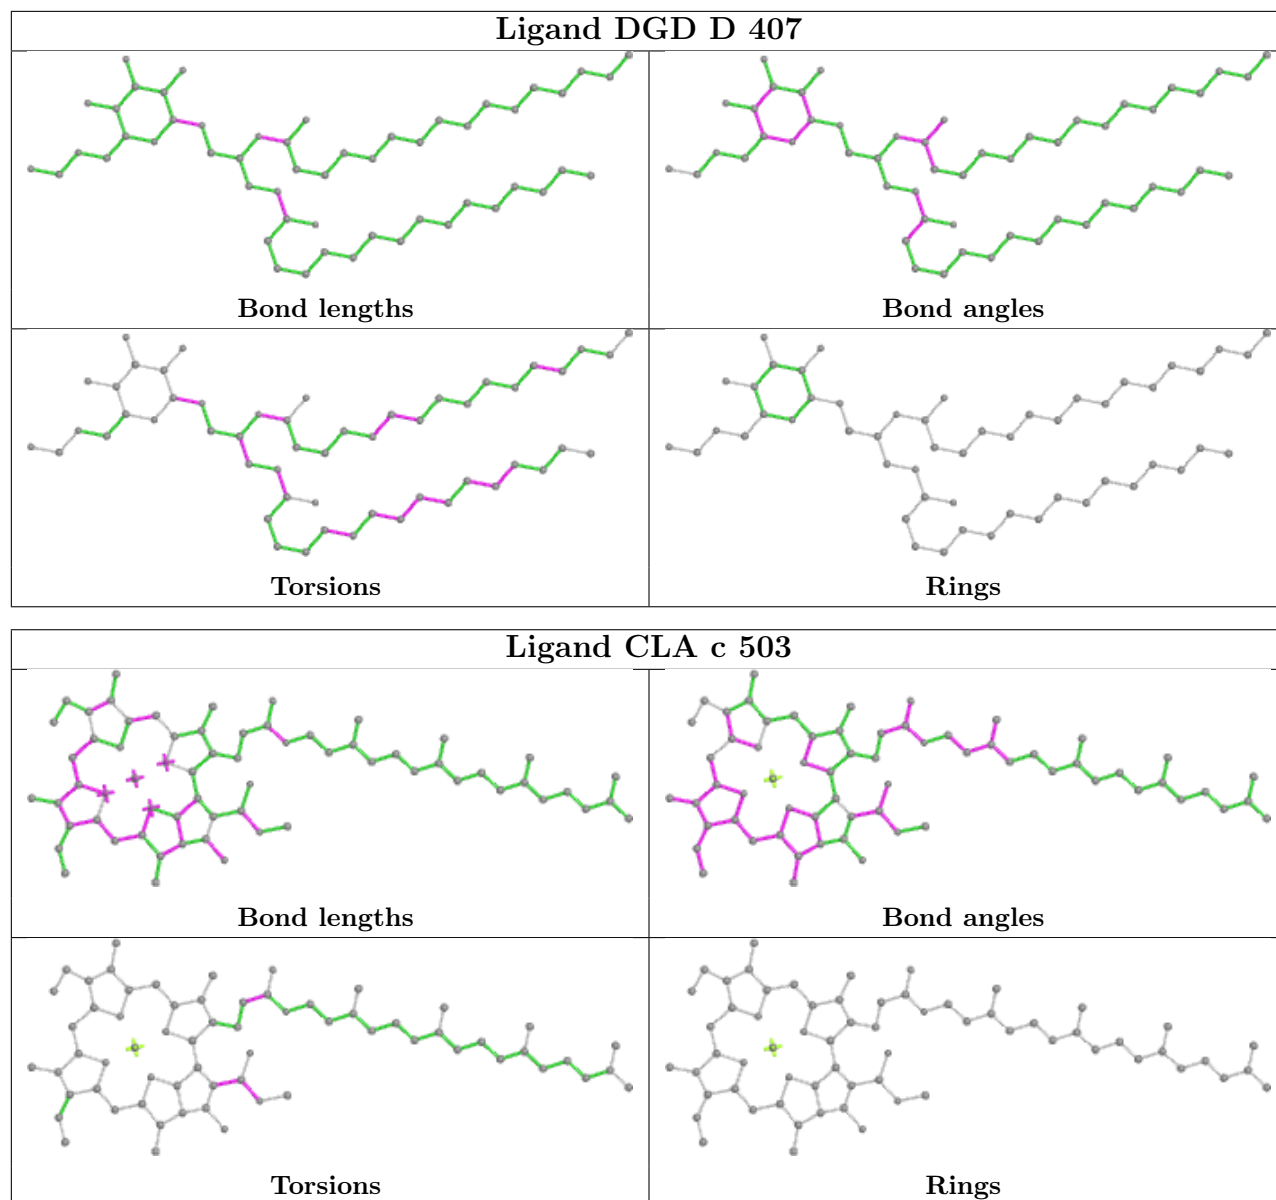 Ligand DGD D 407
Bond lengths
Bond angles
Torsions
Rings
Ligand CLA c 503
Bond lengths
Bond angles
Torsions
Rings